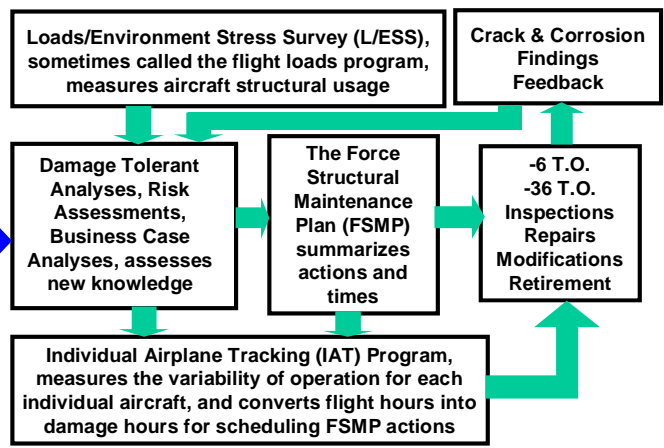 Loads/Environment Stress Survey (L/ESS),
sometimes called the flight loads program,
measures aircraft structural usage
Crack & Corrosion
Findings
Feedback
Damage Tolerant
Analyses, Risk
Assessments,
Business Case
Analyses, assesses
new knowledge
The Force
Structural
Maintenance
Plan (FSMP)
summarizes
actions and
times
-6 T.O.
-36 T.O.
Inspections
Repairs
Modifications
Retirement
Individual Airplane Tracking (IAT) Program,
measures the variability of operation for each
individual aircraft, and converts flight hours into
damage hours for scheduling FSMP actions